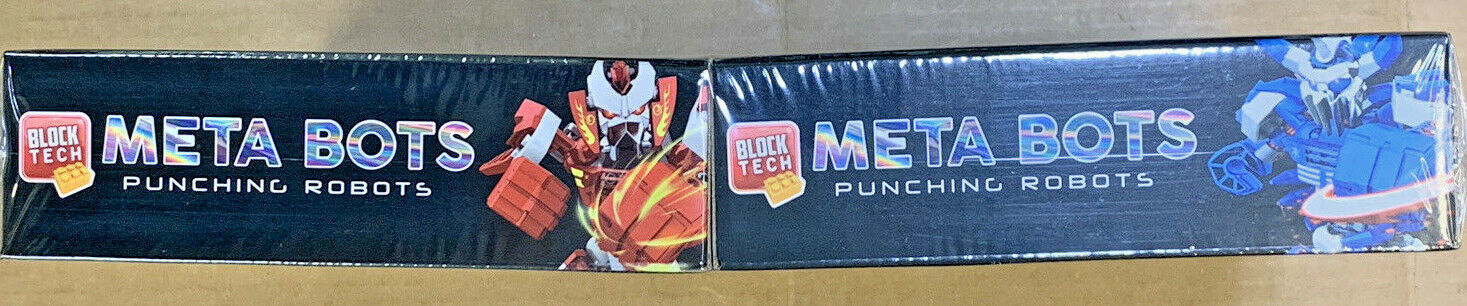 BLOCK
TECH
META BOTS
PUNCHING ROBOTS
BLOCK
TECH
META BOTS
PUNCHING ROBOTS